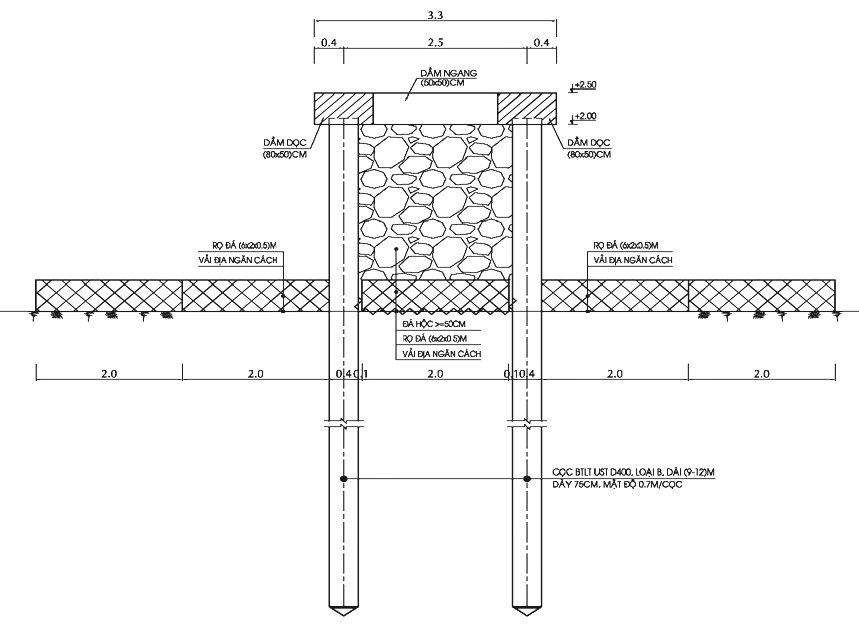 3.3
0.4 2.5 0.4
DẦM NGANG
(50x50)CM
+2.50
+2.00
DẦM DỌC
(80x50)CM
DẦM DỌC
(80x50)CM
RỌ ĐÁ (6x2x0.5)M
VẢI ĐỊA NGĂN CÁCH
RỌ ĐÁ (6x2x0.5)M
VẢI ĐỊA NGĂN CÁCH
ĐÁ HỘC >=50CM
RỌ ĐÁ (6x2x0.5)M
VẢI ĐỊA NGĂN CÁCH
2.0 2.0 0.4 0.1 2.0 0.1 0.4 2.0 2.0
CỌC BTLT UST D400, LOẠI B, DÀI (9-12)M
DÀY 75CM, MẬT ĐỘ 0.7M/CỌC